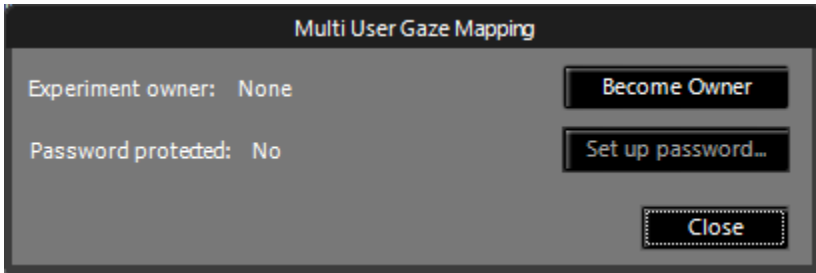 Multi User Gaze Mapping
Experiment owner: None
Become Owner
Password protected: No
Set up password...
Close